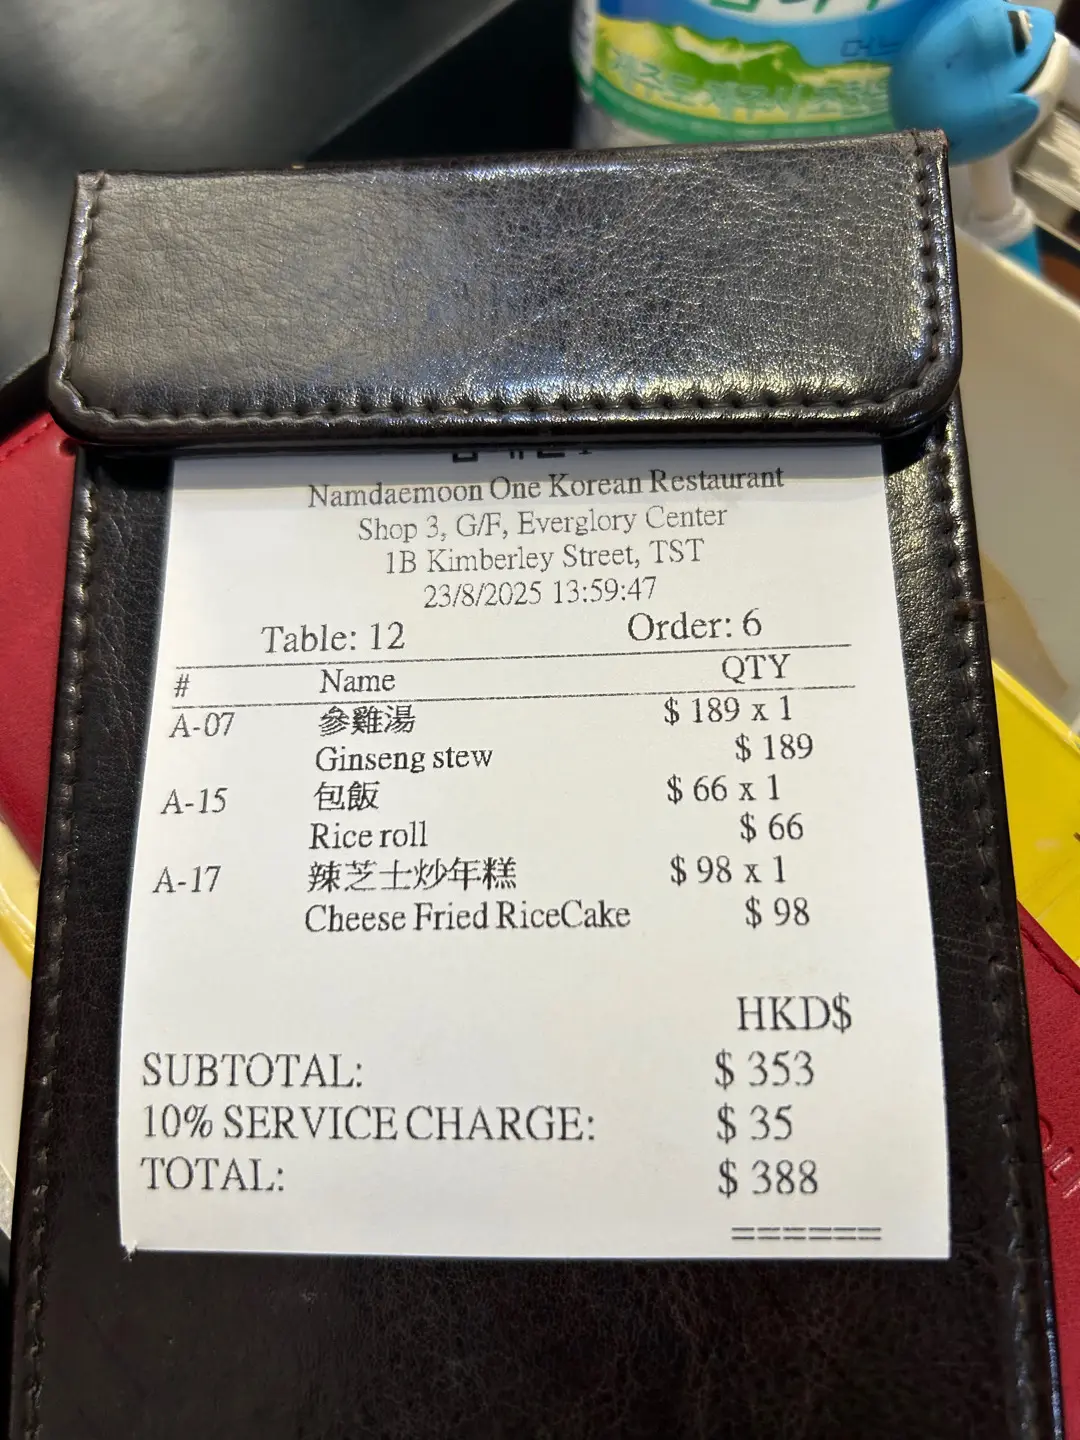 Namdaemoon One Korean Restaurant
Shop 3, G/F, Everglory Center
1B Kimberley Street, TST
23/8/2025 13:59:47
Table: 12 Order: 6
# Name QTY
A-07 參雞湯 $ 189 x 1
Ginseng stew $ 189
A-15 包飯 $ 66 x 1
Rice roll $ 66
A-17 辣芝士炒年糕 $ 98 x 1
Cheese Fried RiceCake $ 98
HKD$
SUBTOTAL: $ 353
10% SERVICE CHARGE: $ 35
TOTAL: $ 388
======